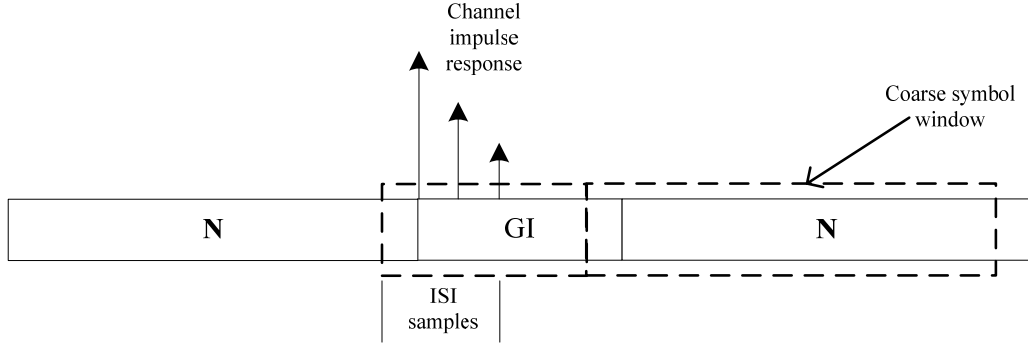 Channel
impulse
response
Coarse symbol
window
N
GI
N
ISI
samples